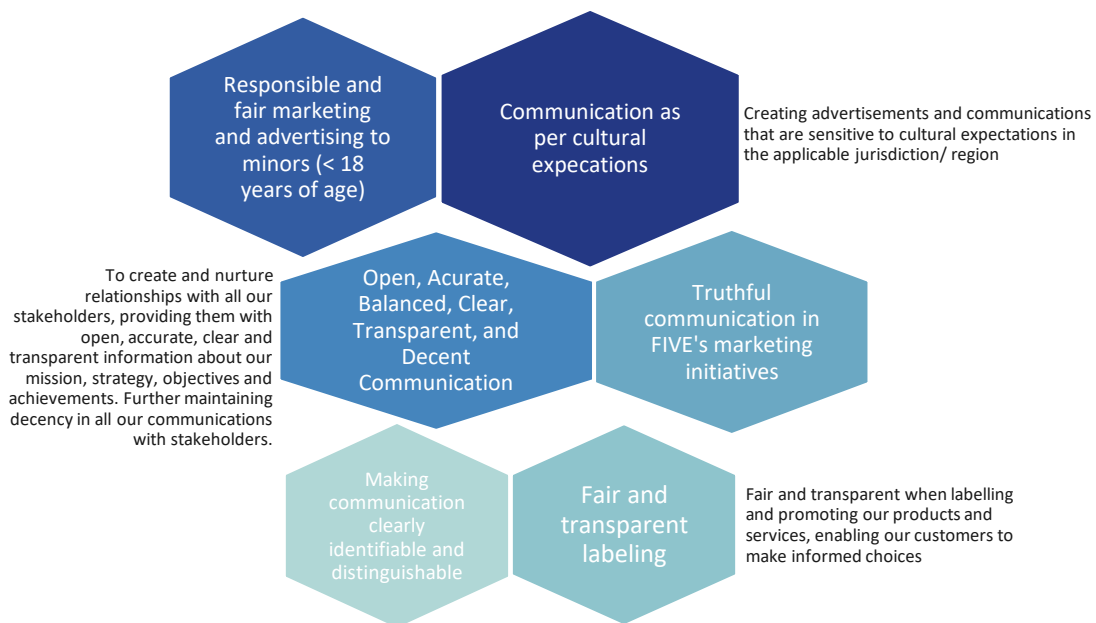 Responsible and
fair marketing
and advertising to
minors (< 18
years of age)
Communication as
per cultural
expecations
Creating advertisements and communications
that are sensitive to cultural expectations in
the applicable jurisdiction/ region
To create and nurture
relationships with all our
stakeholders, providing them with
open, accurate, clear and
transparent information about our
mission, strategy, objectives and
achievements. Further maintaining
decency in all our communications
with stakeholders.
Open, Acurate,
Balanced, Clear,
Transparent, and
Decent
Communication
Truthful
communication in
FIVE's marketing
initiatives
Making
communication
clearly
identifiable and
distinguishable
Fair and
transparent
labeling
Fair and transparent when labelling
and promoting our products and
services, enabling our customers to
make informed choices